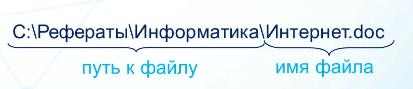 С:\Рефераты\Информатика\Интернет.doc
путь к файлу имя файла